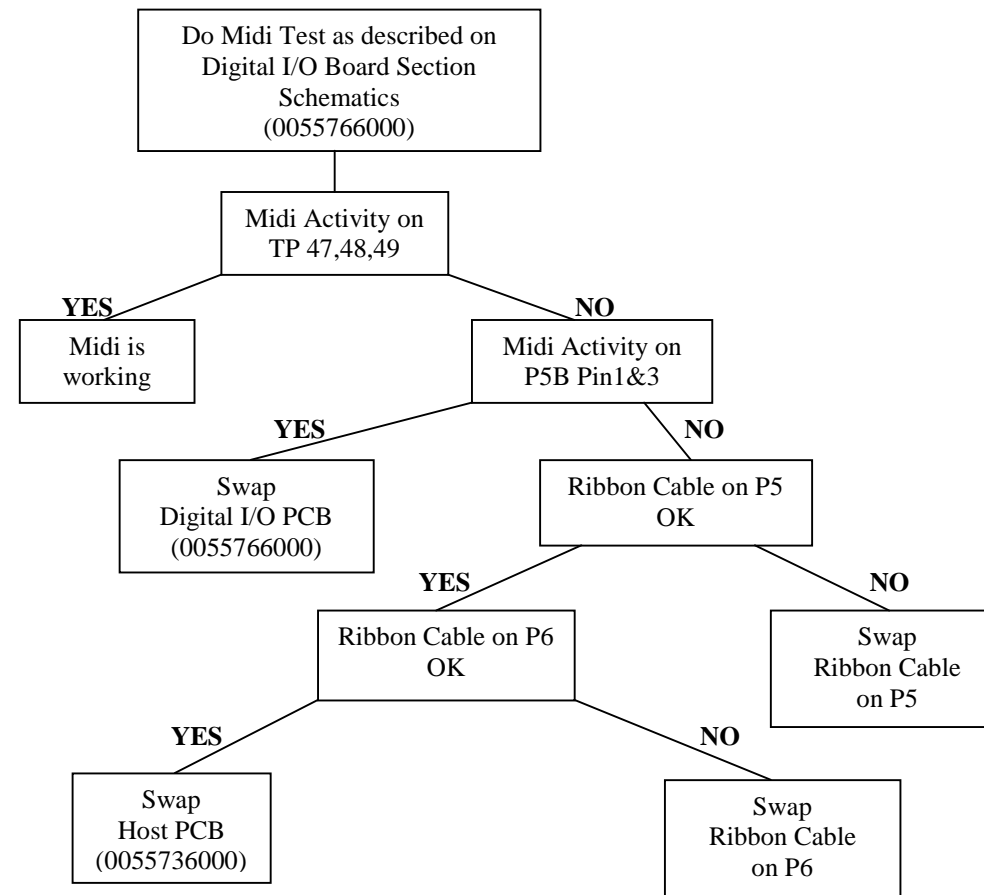 Do Midi Test as described on
Digital I/O Board Section
Schematics
(0055766000)
Midi Activity on
TP 47,48,49
YES
NO
Midi is
working
Midi Activity on
P5B Pin1&3
YES
NO
Swap
Digital I/O PCB
(0055766000)
Ribbon Cable on P5
OK
YES
NO
Ribbon Cable on P6
OK
Swap
Ribbon Cable
on P5
YES
NO
Swap
Host PCB
(0055736000)
Swap
Ribbon Cable
on P6